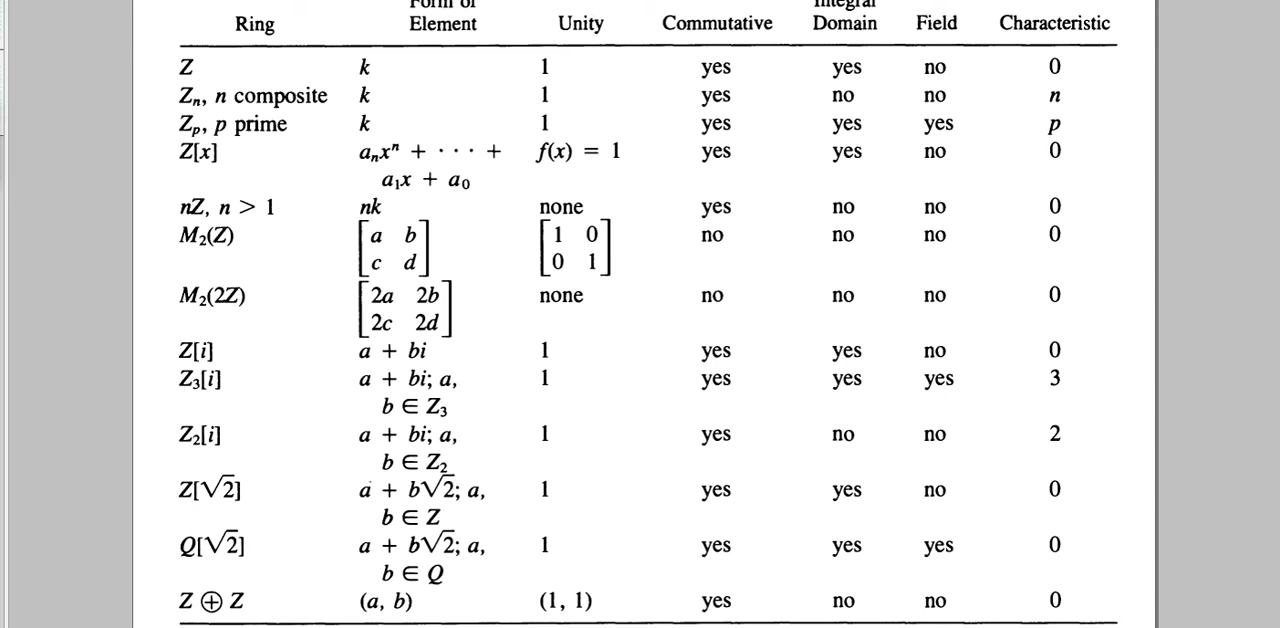 Form of Integral
Ring Element Unity Commutative Domain Field Characteristic
Z k 1 yes yes no 0
Zₙ, n composite k 1 yes no no n
Zₚ, p prime k 1 yes yes yes p
Z[x] aₙxⁿ + · · · + f(x) = 1 yes yes no 0
a₁x + a₀
nZ, n > 1 nk none yes no no 0
M₂(Z) [a b 1 0] no no no 0
[c d 0 1]
M₂(2Z) [2a 2b] none no no no 0
[2c 2d]
Z[i] a + bi 1 yes yes no 0
Z₃[i] a + bi; a, 1 yes yes yes 3
b ∈ Z₃
Z₂[i] a + bi; a, 1 yes no no 2
b ∈ Z₂
Z[√2] a + b√2; a, 1 yes yes no 0
b ∈ Z
Q[√2] a + b√2; a, 1 yes yes yes 0
b ∈ Q
Z ⊕ Z (a, b) (1, 1) yes no no 0